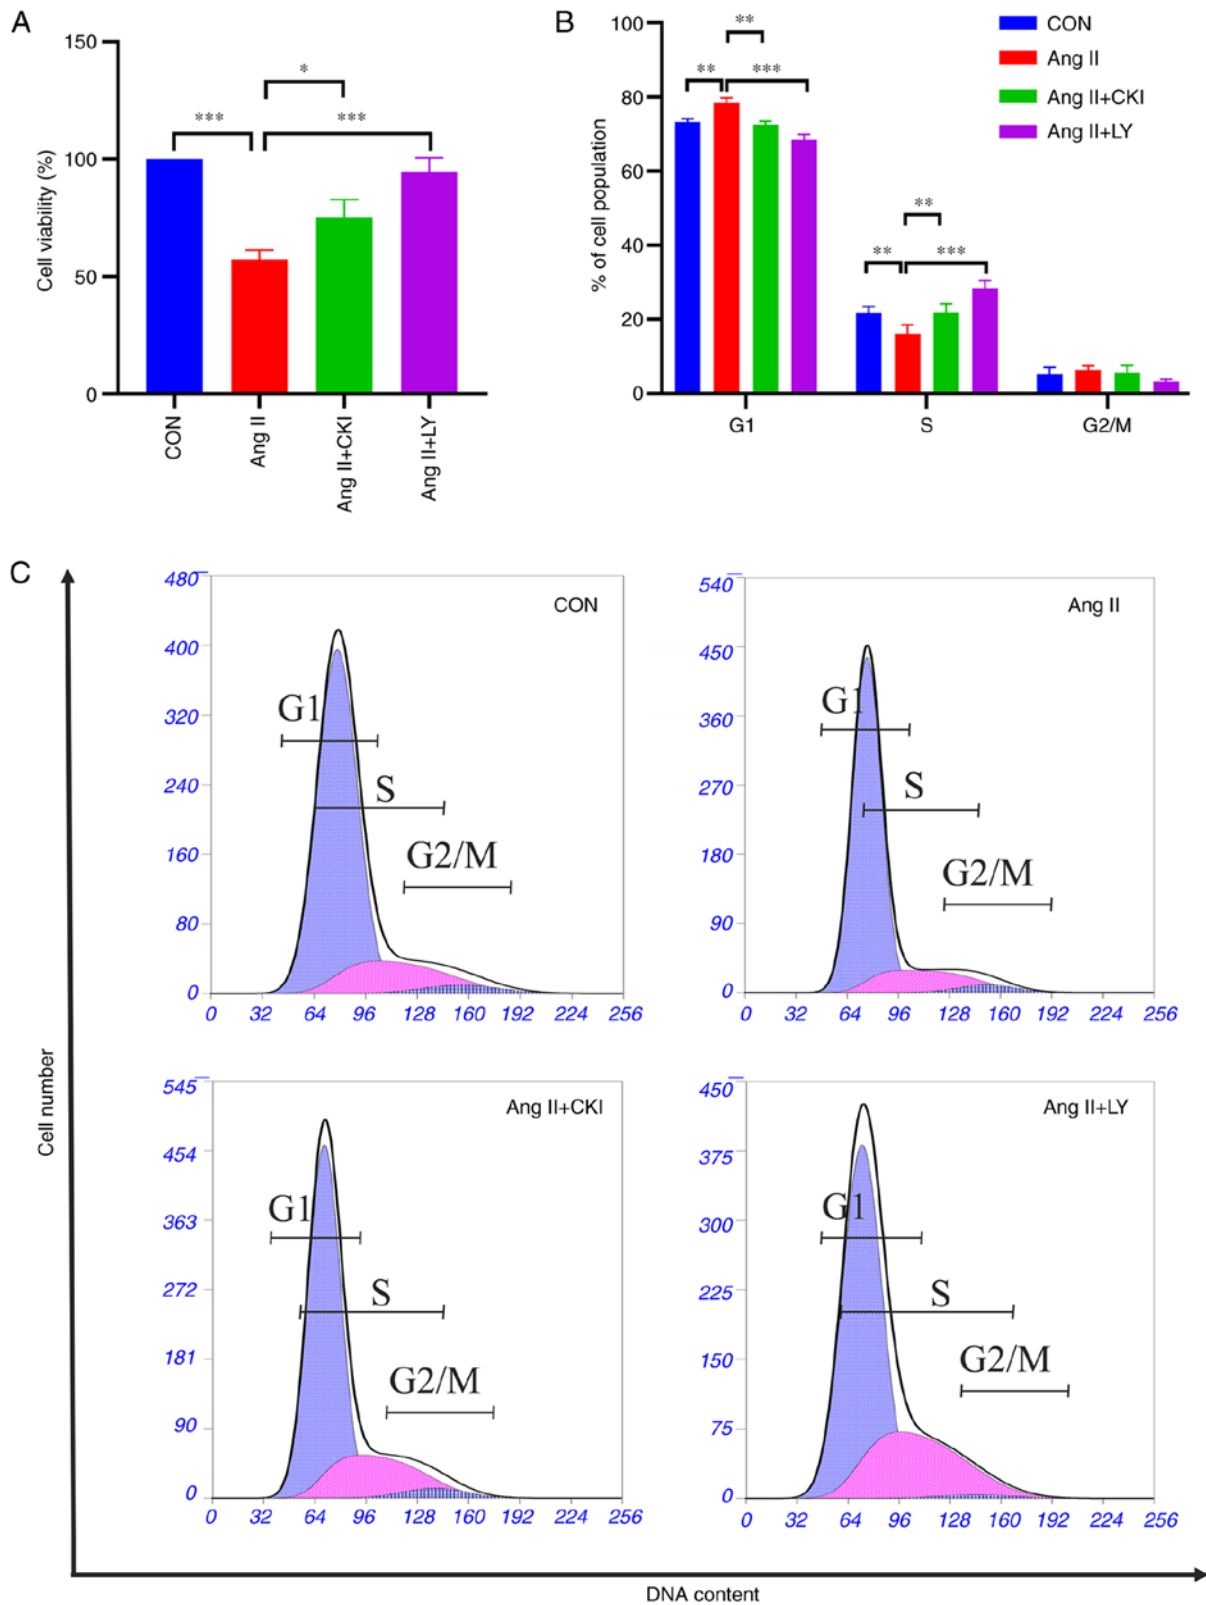 A
150
100
50
0
Cell viability (%)
***
*
***
CON
Ang II
Ang II+CKI
Ang II+LY
B
100
80
60
40
20
0
% of cell population
**
**
***
**
**
***
G1
S
G2/M
CON
Ang II
Ang II+CKI
Ang II+LY
C
Cell number
480
400
320
240
160
80
0
CON
G1
S
G2/M
0 32 64 96 128 160 192 224 256
540
450
360
270
180
90
0
Ang II
G1
S
G2/M
0 32 64 96 128 160 192 224 256
545
454
363
272
181
90
0
Ang II+CKI
G1
S
G2/M
0 32 64 96 128 160 192 224 256
450
375
300
225
150
75
0
Ang II+LY
G1
S
G2/M
0 32 64 96 128 160 192 224 256
DNA content